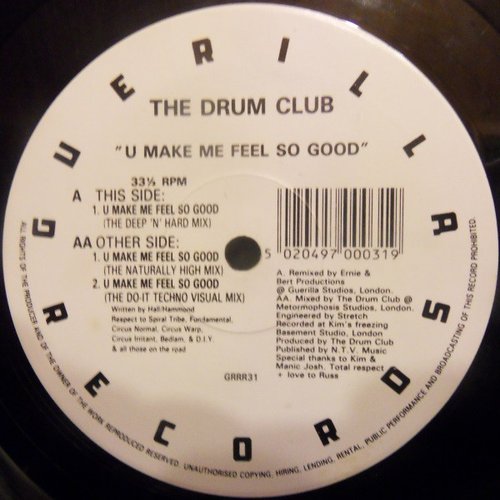 GUERILLA RECORDS
THE DRUM CLUB
"U MAKE ME FEEL SO GOOD"
33⅓ RPM
A THIS SIDE:
1. U MAKE ME FEEL SO GOOD
(THE DEEP 'N' HARD MIX)
AA OTHER SIDE:
1. U MAKE ME FEEL SO GOOD
(THE NATURALLY HIGH MIX)
2. U MAKE ME FEEL SO GOOD
(THE DO-IT TECHNO VISUAL MIX)
Written by Hall/Hammond
Respect to Spiral Tribe, Fundamental,
Circus Normal, Circus Warp,
Circus Irritant, Bedlam, & D.I.Y.
& all those on the road
GRRR31
5 020497 000319
A. Remixed by Ernie &
Bert Productions
@ Guerilla Studios, London.
AA. Mixed by The Drum Club @
Metormophosis Studios, London.
Engineered by Stretch
Recorded at Kim's freezing
Basement Studio, London
Produced by The Drum Club
Published by N.T.V. Music
Special thanks to Kim &
Manic Josh, Total respect
+ love to Russ
ALL RIGHTS OF THE PRODUCER AND OF THE OWNER OF THE WORK REPRODUCED RESERVED. UNAUTHORISED COPYING, HIRING, LENDING, RENTAL, PUBLIC PERFORMANCE AND BROADCASTING OF THIS RECORD PROHIBITED.